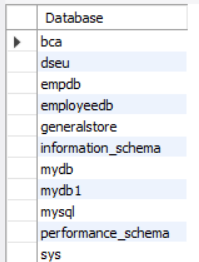 Database
bca
dseu
empdb
employeedb
generalstore
information_schema
mydb
mydb1
mysql
performance_schema
sys